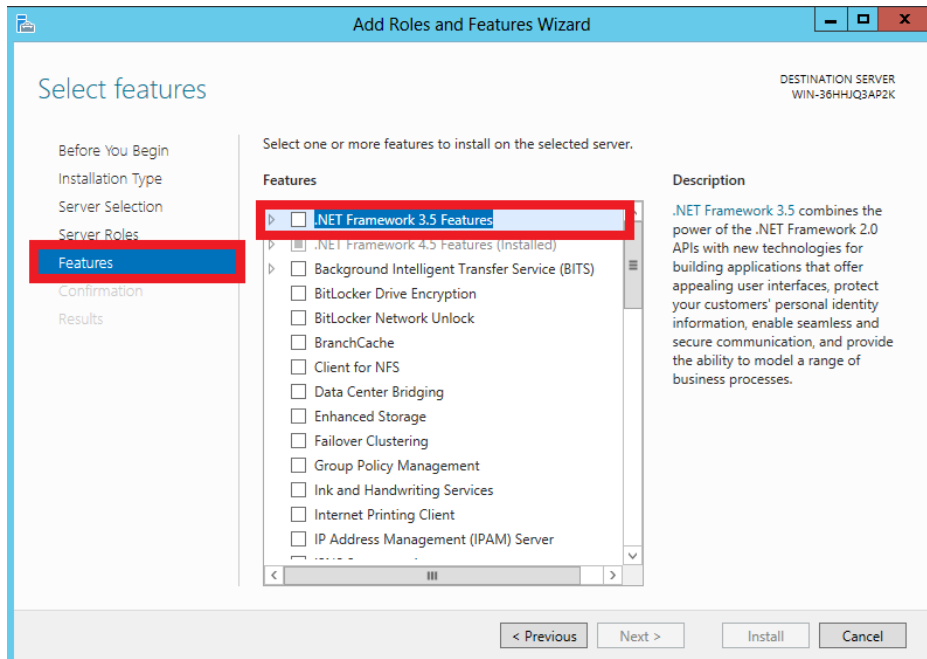 Add Roles and Features Wizard
Select features
DESTINATION SERVER
WIN-36HHJQ3AP2K
Before You Begin
Installation Type
Server Selection
Server Roles
Features
Confirmation
Results
Select one or more features to install on the selected server.
Features
.NET Framework 3.5 Features
.NET Framework 4.5 Features (Installed)
Background Intelligent Transfer Service (BITS)
BitLocker Drive Encryption
BitLocker Network Unlock
BranchCache
Client for NFS
Data Center Bridging
Enhanced Storage
Failover Clustering
Group Policy Management
Ink and Handwriting Services
Internet Printing Client
IP Address Management (IPAM) Server
Description
.NET Framework 3.5 combines the
power of the .NET Framework 2.0
APIs with new technologies for
building applications that offer
appealing user interfaces, protect
your customers' personal identity
information, enable seamless and
secure communication, and provide
the ability to model a range of
business processes.
< Previous
Next >
Install
Cancel